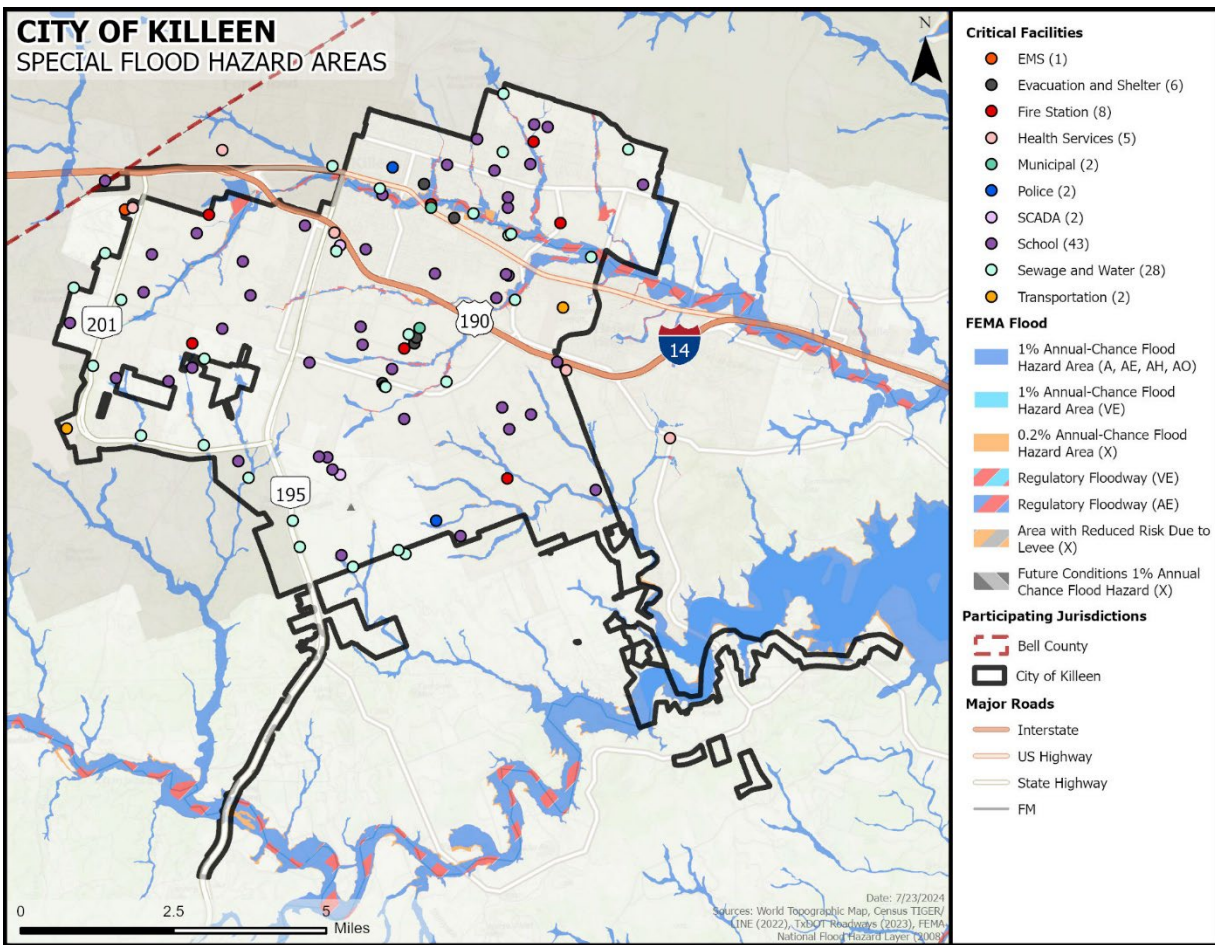 CITY OF KILLEEN
SPECIAL FLOOD HAZARD AREAS
N
201
190
14
195
0 2.5 5
Miles
Date: 7/23/2024
Sources: World Topographic Map, Census TIGER/
LINE (2022), TxDOT Roadways (2023), FEMA
National Flood Hazard Layer (2008)
Critical Facilities
EMS (1)
Evacuation and Shelter (6)
Fire Station (8)
Health Services (5)
Municipal (2)
Police (2)
SCADA (2)
School (43)
Sewage and Water (28)
Transportation (2)
FEMA Flood
1% Annual-Chance Flood
Hazard Area (A, AE, AH, AO)
1% Annual-Chance Flood
Hazard Area (VE)
0.2% Annual-Chance Flood
Hazard Area (X)
Regulatory Floodway (VE)
Regulatory Floodway (AE)
Area with Reduced Risk Due to
Levee (X)
Future Conditions 1% Annual
Chance Flood Hazard (X)
Participating Jurisdictions
Bell County
City of Killeen
Major Roads
Interstate
US Highway
State Highway
FM